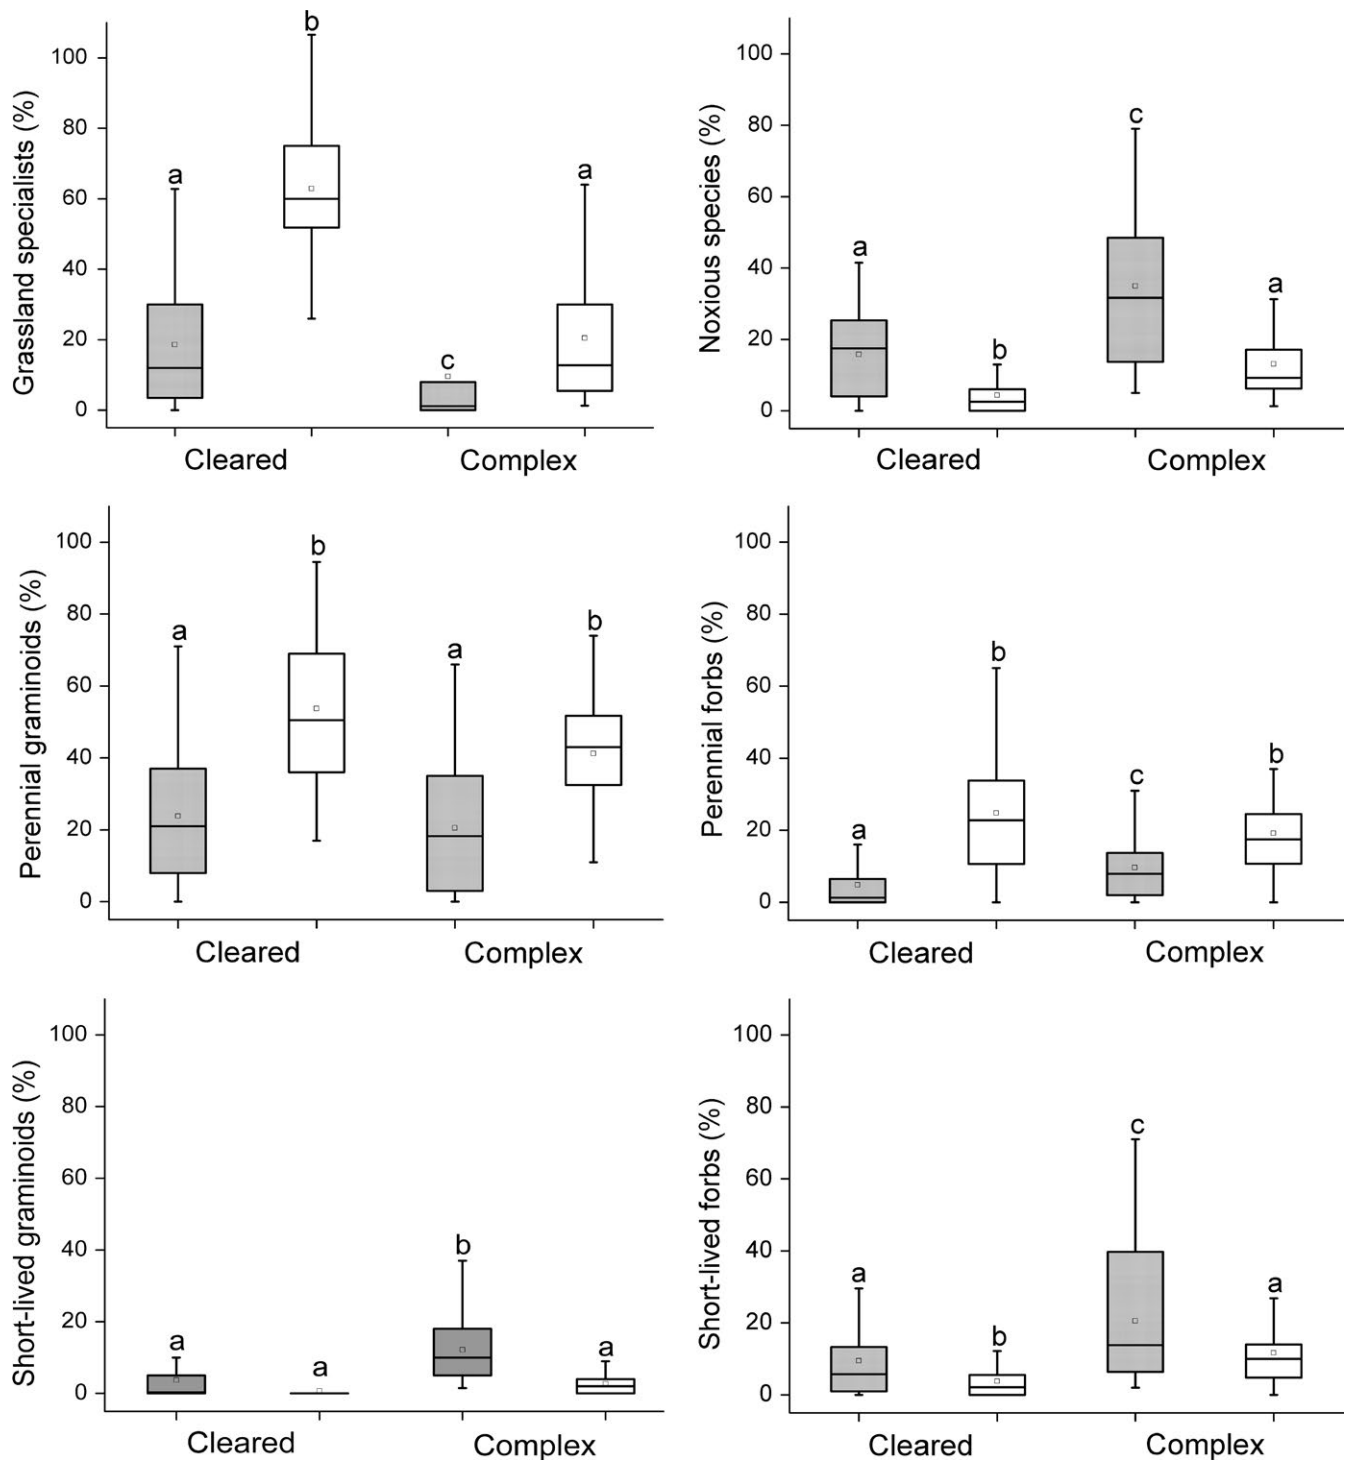 Grassland specialists (%)
100
80
60
40
20
0
a
b
c
a
Cleared
Complex
Noxious species (%)
100
80
60
40
20
0
a
b
c
a
Cleared
Complex
Perennial graminoids (%)
100
80
60
40
20
0
a
b
a
b
Cleared
Complex
Perennial forbs (%)
100
80
60
40
20
0
a
b
c
b
Cleared
Complex
Short-lived graminoids (%)
100
80
60
40
20
0
a
a
b
a
Cleared
Complex
Short-lived forbs (%)
100
80
60
40
20
0
a
b
c
a
Cleared
Complex